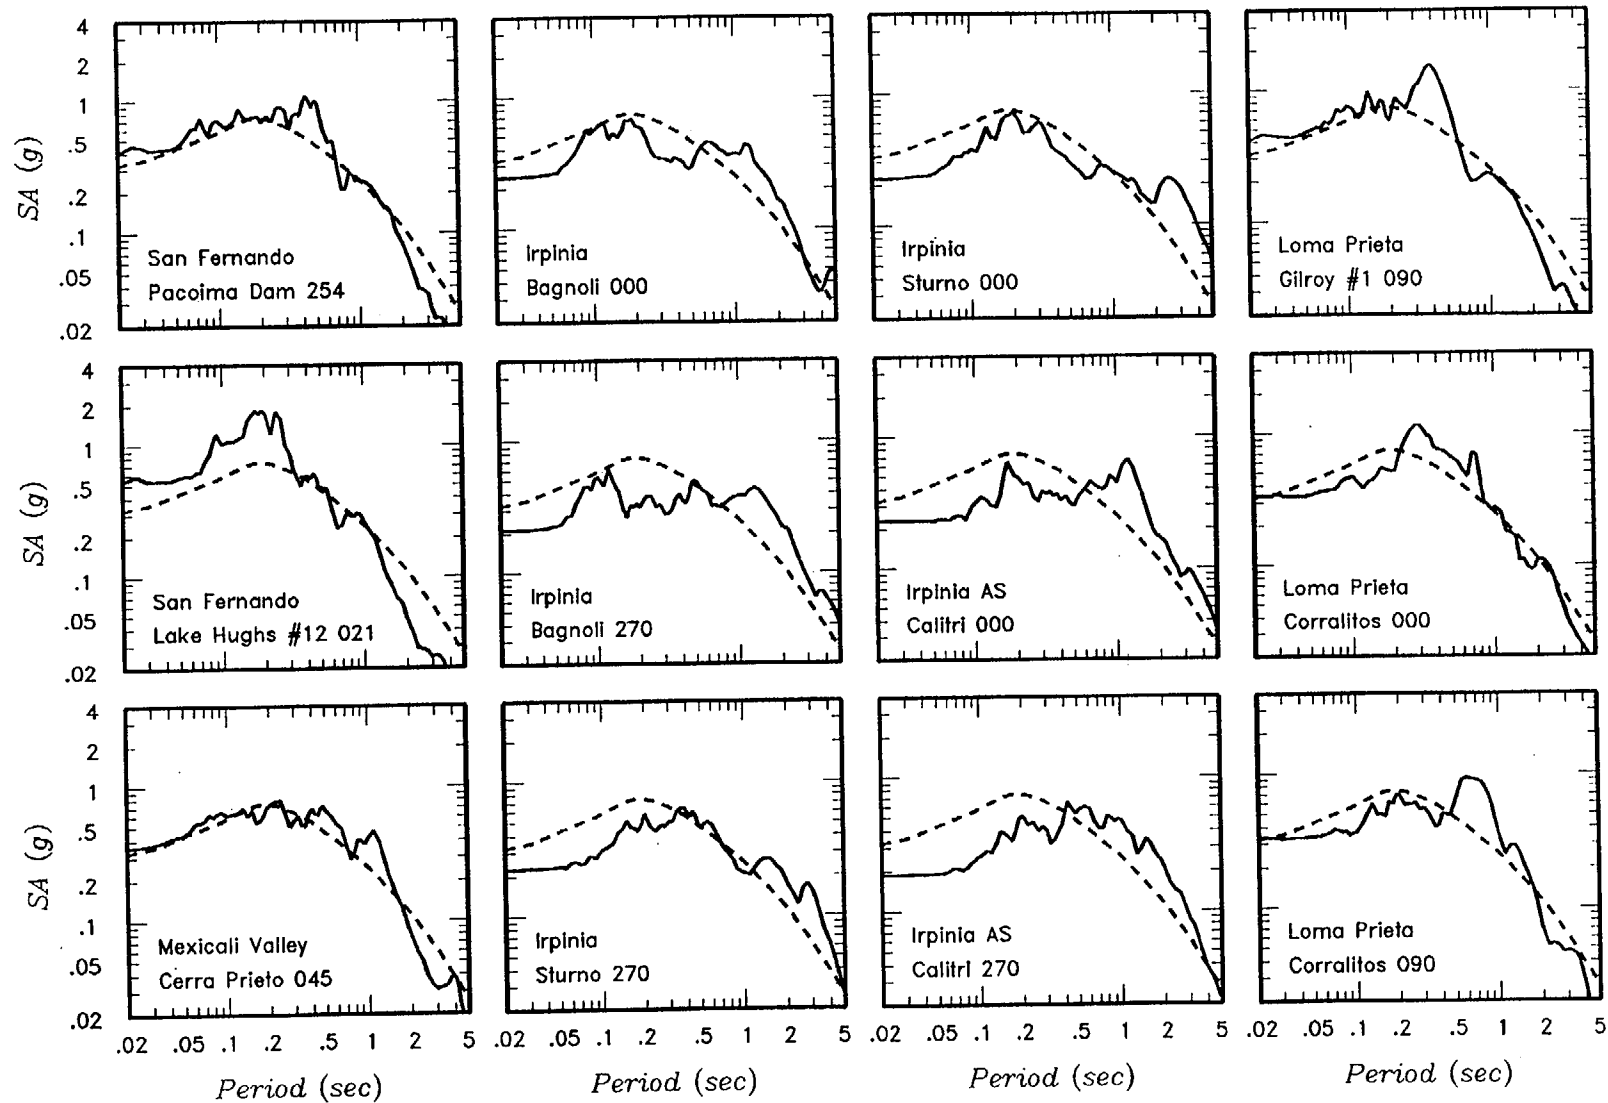 4
2
1
.5
.2
.1
.05
.02
SA (g)
San Fernando
Pacoima Dam 254
Irpinia
Bagnoli 000
Irpinia
Sturno 000
Loma Prieta
Gilroy #1 090
4
2
1
.5
.2
.1
.05
.02
SA (g)
San Fernando
Lake Hughs #12 021
Irpinia
Bagnoli 270
Irpinia AS
Calitri 000
Loma Prieta
Corralitos 000
4
2
1
.5
.2
.1
.05
.02
SA (g)
Mexicali Valley
Cerra Prieto 045
Irpinia
Sturno 270
Irpinia AS
Calitri 270
Loma Prieta
Corralitos 090
.02 .05 .1 .2 .5 1 2 5
.02 .05 .1 .2 .5 1 2 5
.02 .05 .1 .2 .5 1 2 5
.02 .05 .1 .2 .5 1 2 5
Period (sec)
Period (sec)
Period (sec)
Period (sec)